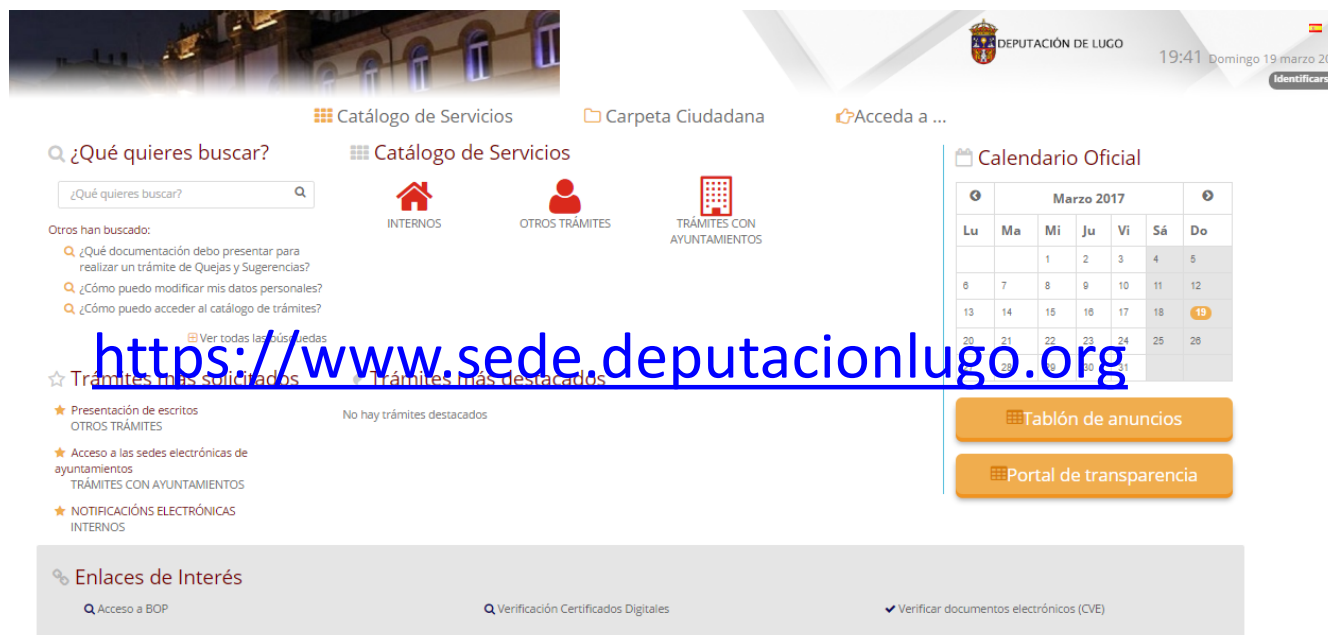 DEPUTACIÓN DE LUGO
19:41 Domingo 19 marzo 20
Identificars
Catálogo de Servicios
Carpeta Ciudadana
Acceda a ...
¿Qué quieres buscar?
¿Qué quieres buscar?
Otros han buscado:
¿Qué documentación debo presentar para
realizar un trámite de Quejas y Sugerencias?
¿Cómo puedo modificar mis datos personales?
¿Cómo puedo acceder al catálogo de trámites?
Ver todas las búsquedas
Catálogo de Servicios
INTERNOS
OTROS TRÁMITES
TRÁMITES CON
AYUNTAMIENTOS
Calendario Oficial
Marzo 2017
Lu Ma Mi Ju Vi Sá Do
1 2 3 4 5
6 7 8 9 10 11 12
13 14 15 16 17 18 19
20 21 22 23 24 25 26
28 29 30 31
https://www.sede.deputacionlugo.org
Trámites más solicitados
Presentación de escritos
OTROS TRÁMITES
Acceso a las sedes electrónicas de
ayuntamientos
TRÁMITES CON AYUNTAMIENTOS
NOTIFICACIÓNS ELECTRÓNICAS
INTERNOS
Trámites más destacados
No hay trámites destacados
Tablón de anuncios
Portal de transparencia
Enlaces de Interés
Acceso a BOP
Verificación Certificados Digitales
Verificar documentos electrónicos (CVE)